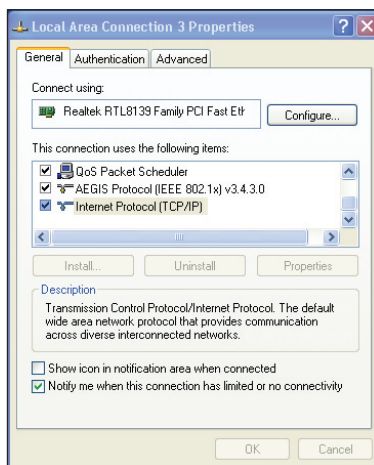 Local Area Connection 3 Properties
General Authentication Advanced
Connect using:
Realtek RTL8139 Family PCI Fast Eth
Configure...
This connection uses the following items:
QoS Packet Scheduler
AEGIS Protocol (IEEE 802.1x) v3.4.3.0
Internet Protocol (TCP/IP)
Install... Uninstall Properties
Description
Transmission Control Protocol/Internet Protocol. The default
wide area network protocol that provides communication
across diverse interconnected networks.
Show icon in notification area when connected
Notify me when this connection has limited or no connectivity
OK Cancel